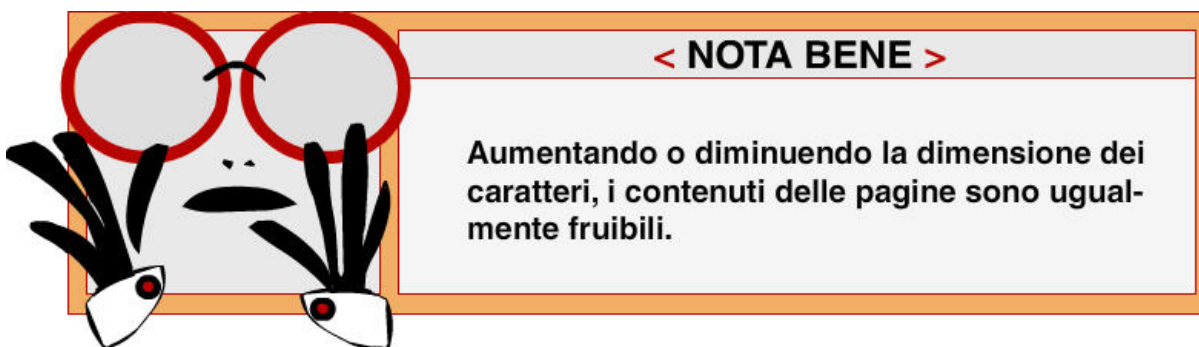 < NOTA BENE >
Aumentando o diminuendo la dimensione dei
caratteri, i contenuti delle pagine sono ugual-
mente fruibili.